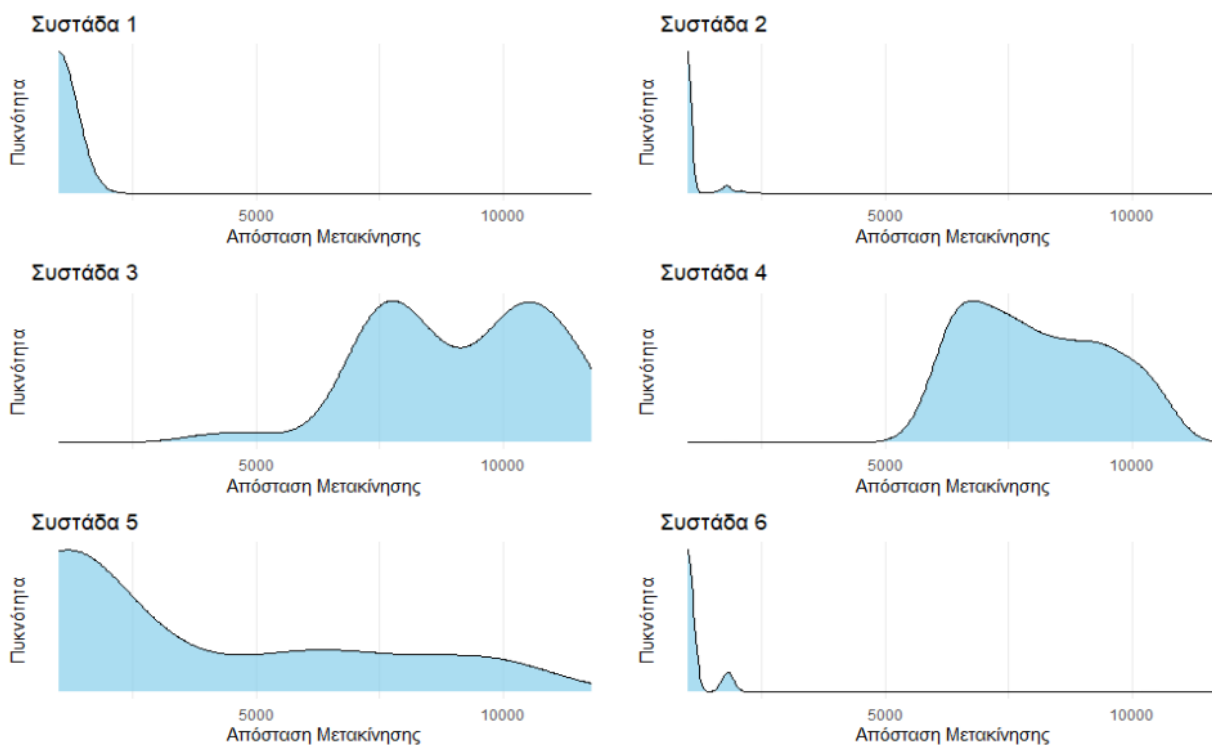 Συστάδα 1
Πυκνότητα
5000 10000
Απόσταση Μετακίνησης
Συστάδα 2
Πυκνότητα
5000 10000
Απόσταση Μετακίνησης
Συστάδα 3
Πυκνότητα
5000 10000
Απόσταση Μετακίνησης
Συστάδα 4
Πυκνότητα
5000 10000
Απόσταση Μετακίνησης
Συστάδα 5
Πυκνότητα
5000 10000
Απόσταση Μετακίνησης
Συστάδα 6
Πυκνότητα
5000 10000
Απόσταση Μετακίνησης